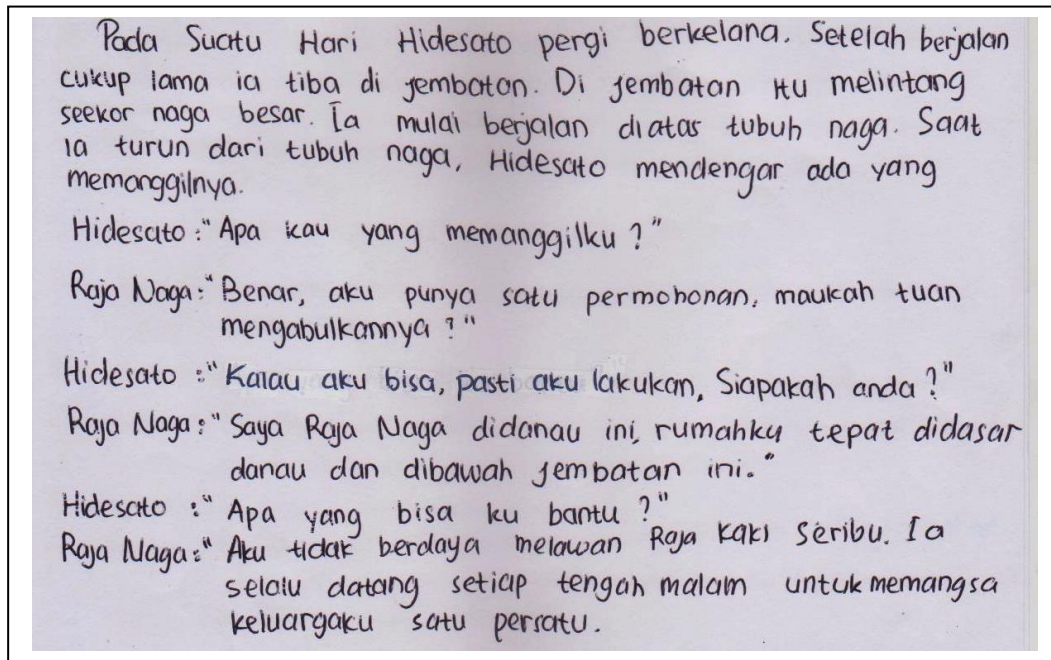 Pada Suatu Hari Hidesato pergi berkelana. Setelah berjalan
cukup lama ia tiba di jembatan. Di jembatan itu melintang
seekor naga besar. Ia mulai berjalan diatas tubuh naga. Saat
ia turun dari tubuh naga, Hidesato mendengar ada yang
memanggilnya.
Hidesato : "Apa kau yang memanggilku ?"
Raja Naga : "Benar, aku punya satu permohonan, maukah tuan
mengabulkannya ?"
Hidesato : "Kalau aku bisa, pasti aku lakukan, Siapakah anda ?"
Raja Naga : "Saya Raja Naga didanau ini, rumahku tepat didasar
danau dan dibawah jembatan ini."
Hidesato : "Apa yang bisa ku bantu ?"
Raja Naga : "Aku tidak berdaya melawan Raja Kaki Seribu. Ia
selalu datang setiap tengah malam untuk memangsa
keluargaku satu persatu.